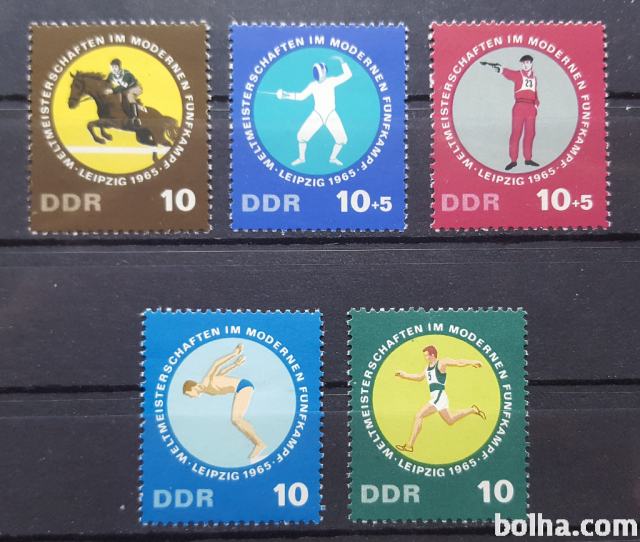 WELTMEISTERSCHAFTEN IM MODERNEN FÜNFKAMPF
· LEIPZIG 1965 ·
DDR 10
WELTMEISTERSCHAFTEN IM MODERNEN FÜNFKAMPF
· LEIPZIG 1965 ·
DDR 10+5
WELTMEISTERSCHAFTEN IM MODERNEN FÜNFKAMPF
· LEIPZIG 1965 ·
23
DDR 10+5
WELTMEISTERSCHAFTEN IM MODERNEN FÜNFKAMPF
· LEIPZIG 1965 ·
DDR 10
WELTMEISTERSCHAFTEN IM MODERNEN FÜNFKAMPF
· LEIPZIG 1965 ·
DDR 10
bolha.com